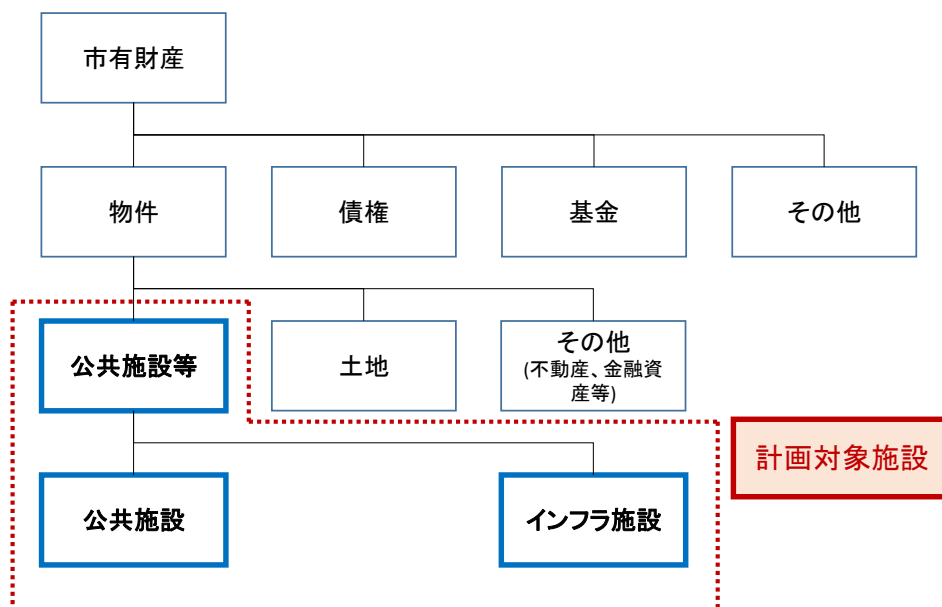 市有財産
物件
債権
基金
その他
公共施設等
土地
その他
(不動産、金融資
産等)
計画対象施設
公共施設
インフラ施設